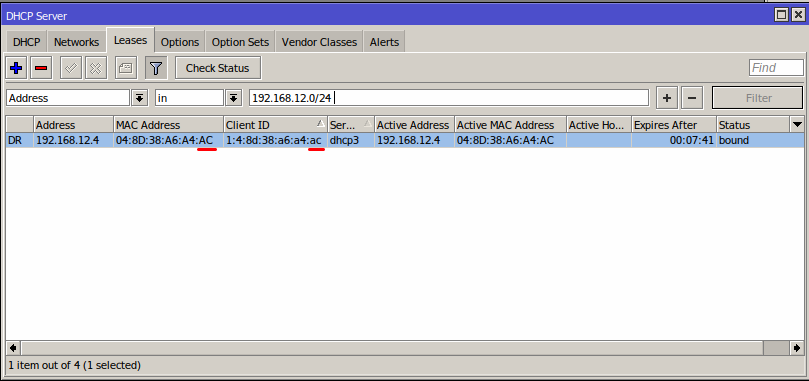 DHCP Server
DHCP Networks Leases Options Option Sets Vendor Classes Alerts
Check Status Find
Address in 192.168.12.0/24 Filter
Address MAC Address Client ID Ser... Active Address Active MAC Address Active Ho... Expires After Status
DR 192.168.12.4 04:8D:38:A6:A4:AC 1:4:8d:38:a6:a4:ac dhcp3 192.168.12.4 04:8D:38:A6:A4:AC 00:07:41 bound
1 item out of 4 (1 selected)